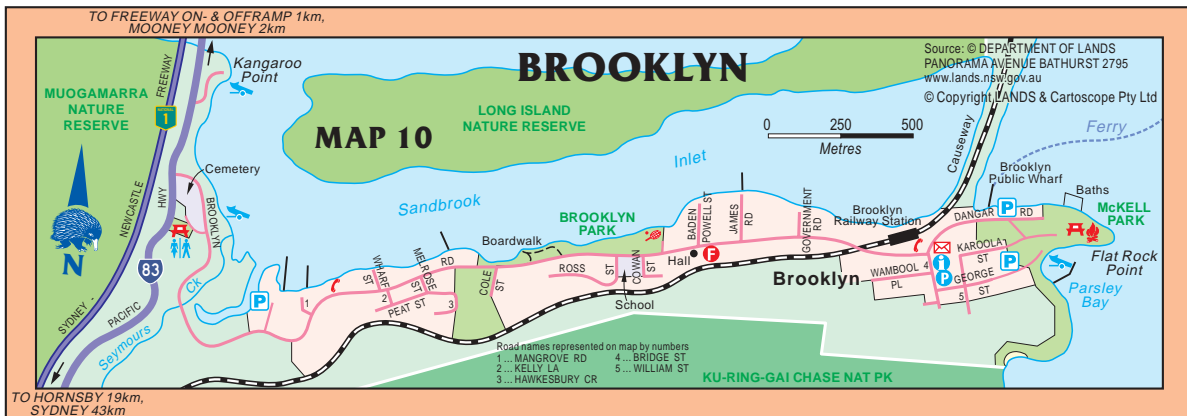 TO FREEWAY ON- & OFFRAMP 1km,
MOONEY MOONEY 2km
BROOKLYN
MAP 10
Source: © DEPARTMENT OF LANDS
PANORAMA AVENUE BATHURST 2795
www.lands.nsw.gov.au
© Copyright LANDS & Cartoscope Pty Ltd
0 250 500
Metres
Kangaroo
Point
MUOGAMARRA
NATURE
RESERVE
FREEWAY
1
NEWCASTLE
SYDNEY -
HWY
PACIFIC
83
N
Cemetery
BROOKLYN
Seymours
Ck
P
LONG ISLAND
NATURE RESERVE
Sandbrook
Inlet
Causeway
Ferry
Brooklyn
Public Wharf
Baths
McKELL
PARK
Flat Rock
Point
Parsley
Bay
BROOKLYN
PARK
Boardwalk
1
WHARF
ST
MELROSE
ST
RD
2
PEAT ST
3
COLE
ST
ROSS
ST
COWAN
ST
School
Hall
F
BADEN
POWELL ST
JAMES
RD
GOVERNMENT
RD
Brooklyn
Railway Station
Brooklyn
DANGAR RD
P
KAROOLA
ST
P
WAMBOOL
PL
4
i
P
GEORGE
ST
5
Road names represented on map by numbers
1 ... MANGROVE RD
2 ... KELLY LA
3 ... HAWKESBURY CR
4 ... BRIDGE ST
5 ... WILLIAM ST
KU-RING-GAI CHASE NAT PK
TO HORNSBY 19km,
SYDNEY 43km